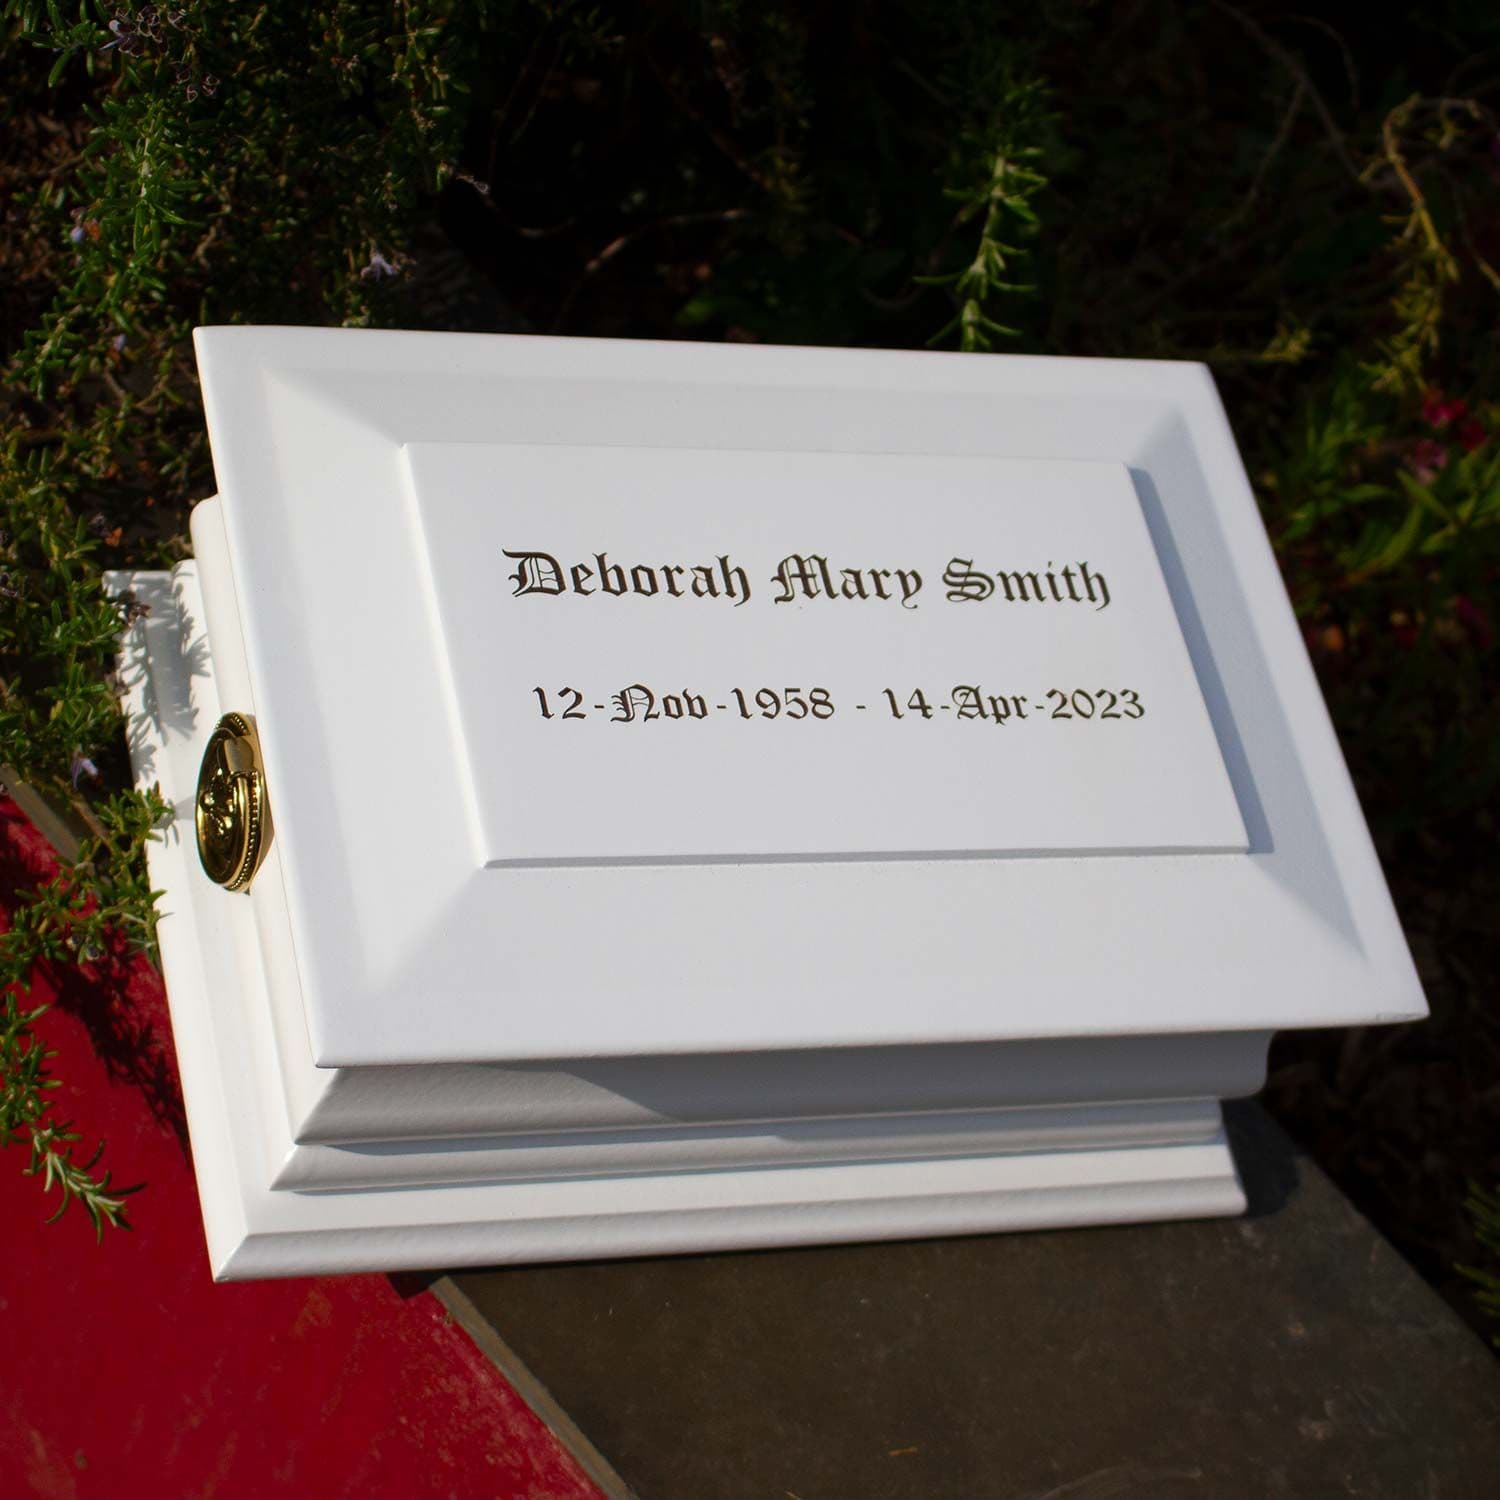 Deborah Mary Smith
12-Nov-1958 - 14-Apr-2023